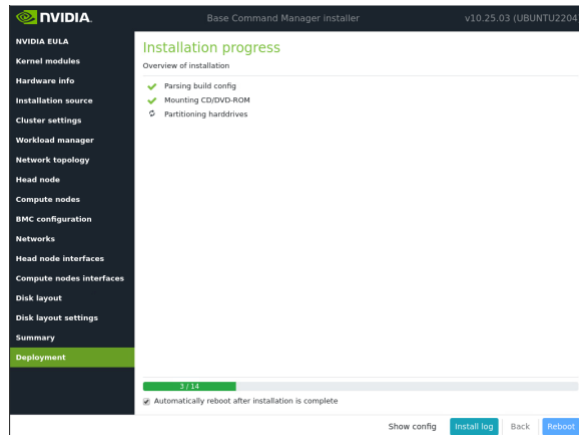 NVIDIA.
Base Command Manager installer
v10.25.03 (UBUNTU2204
NVIDIA EULA
Kernel modules
Hardware info
Installation source
Cluster settings
Workload manager
Network topology
Head node
Compute nodes
BMC configuration
Networks
Head node interfaces
Compute nodes interfaces
Disk layout
Disk layout settings
Summary
Deployment
Installation progress
Overview of installation
Parsing build config
Mounting CD/DVD-ROM
Partitioning harddrives
3 / 14
Automatically reboot after installation is complete
Show config
Install log
Back
Reboot